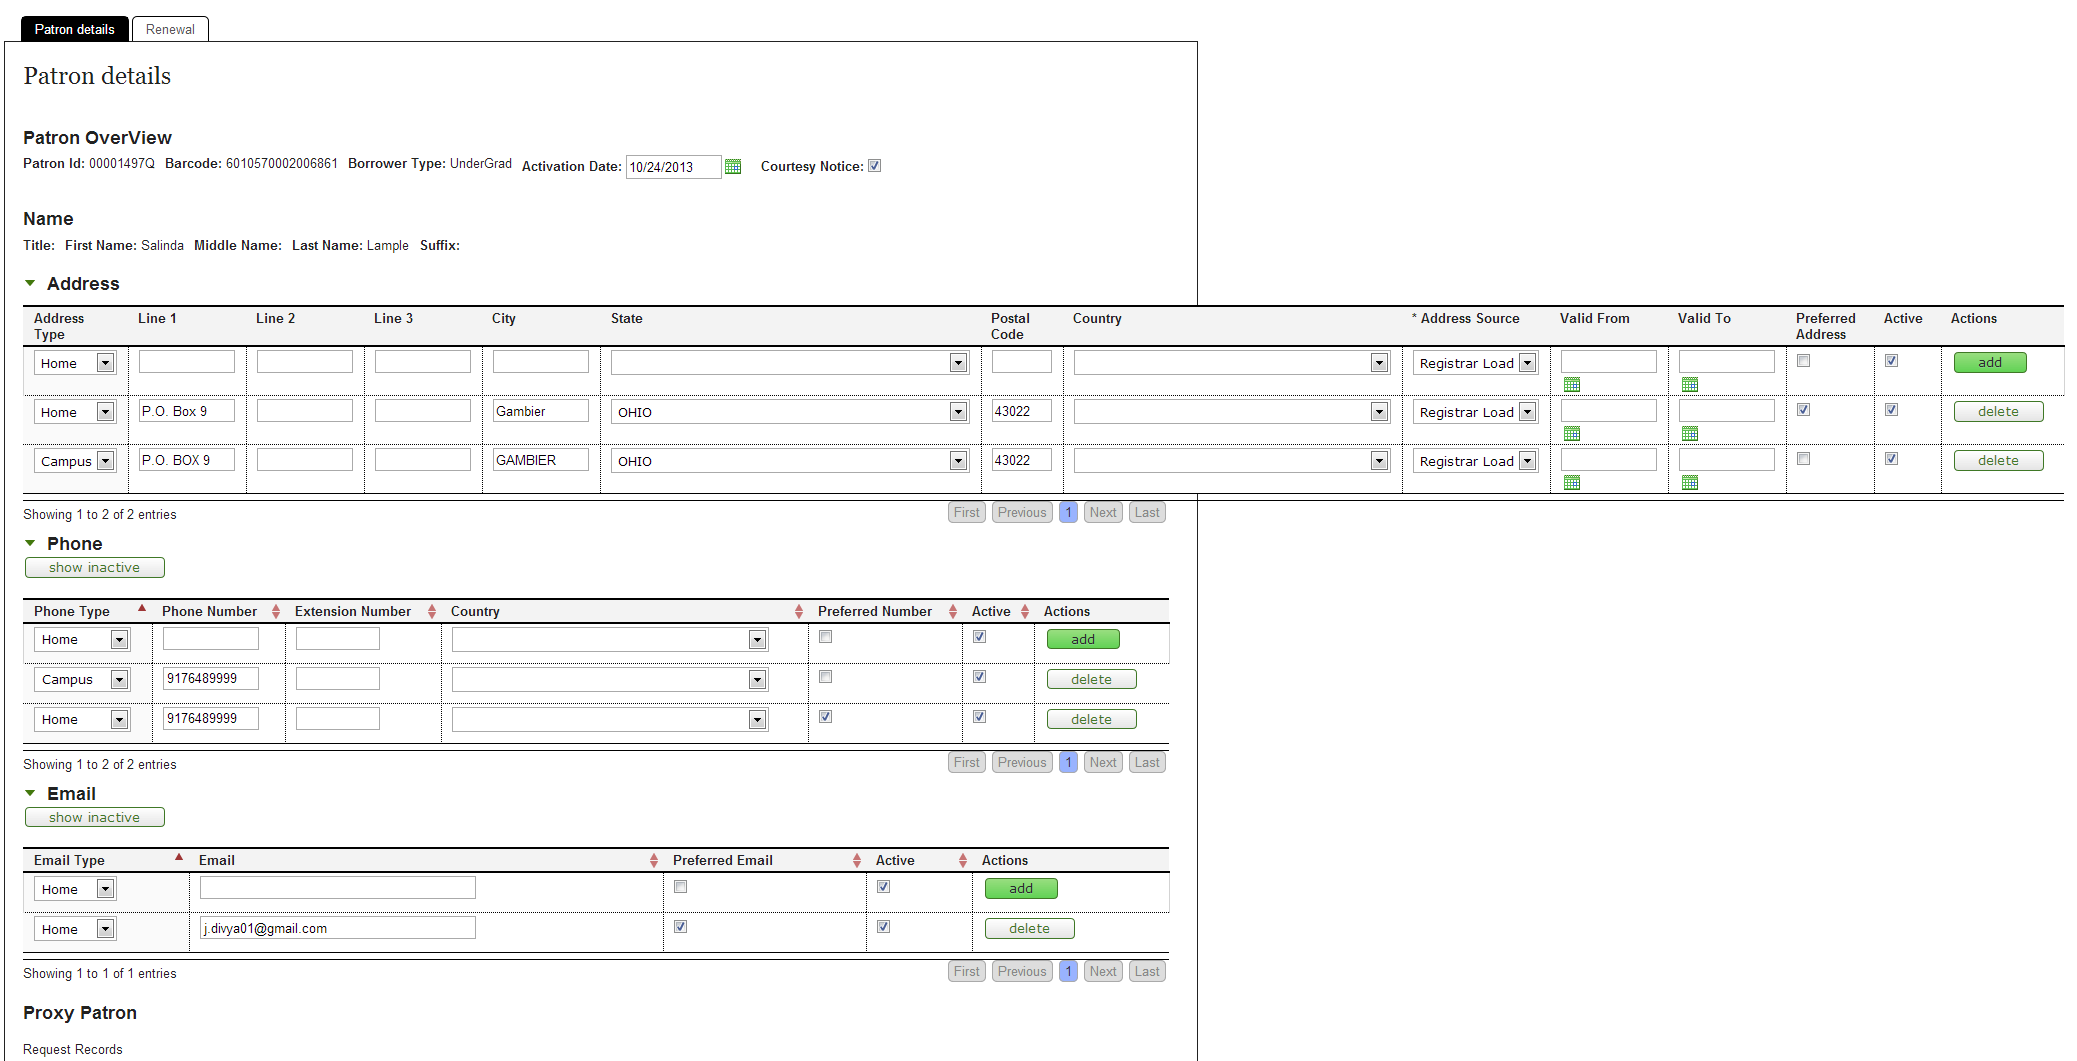 Patron details Renewal
Patron details
Patron OverView
Patron Id: 00001497Q Barcode: 6010570002006861 Borrower Type: UnderGrad Activation Date: 10/24/2013 Courtesy Notice:
Name
Title: First Name: Salinda Middle Name: Last Name: Lample Suffix:
Address
Address Type Line 1 Line 2 Line 3 City State Postal Code Country * Address Source Valid From Valid To Preferred Address Active Actions
Home Registrar Load add
Home P.O. Box 9 Gambier OHIO 43022 Registrar Load delete
Campus P.O. BOX 9 GAMBIER OHIO 43022 Registrar Load delete
Showing 1 to 2 of 2 entries First Previous 1 Next Last
Phone
show inactive
Phone Type Phone Number Extension Number Country Preferred Number Active Actions
Home add
Campus 9176489999 delete
Home 9176489999 delete
Showing 1 to 2 of 2 entries First Previous 1 Next Last
Email
show inactive
Email Type Email Preferred Email Active Actions
Home add
Home j.divya01@gmail.com delete
Showing 1 to 1 of 1 entries First Previous 1 Next Last
Proxy Patron
Request Records